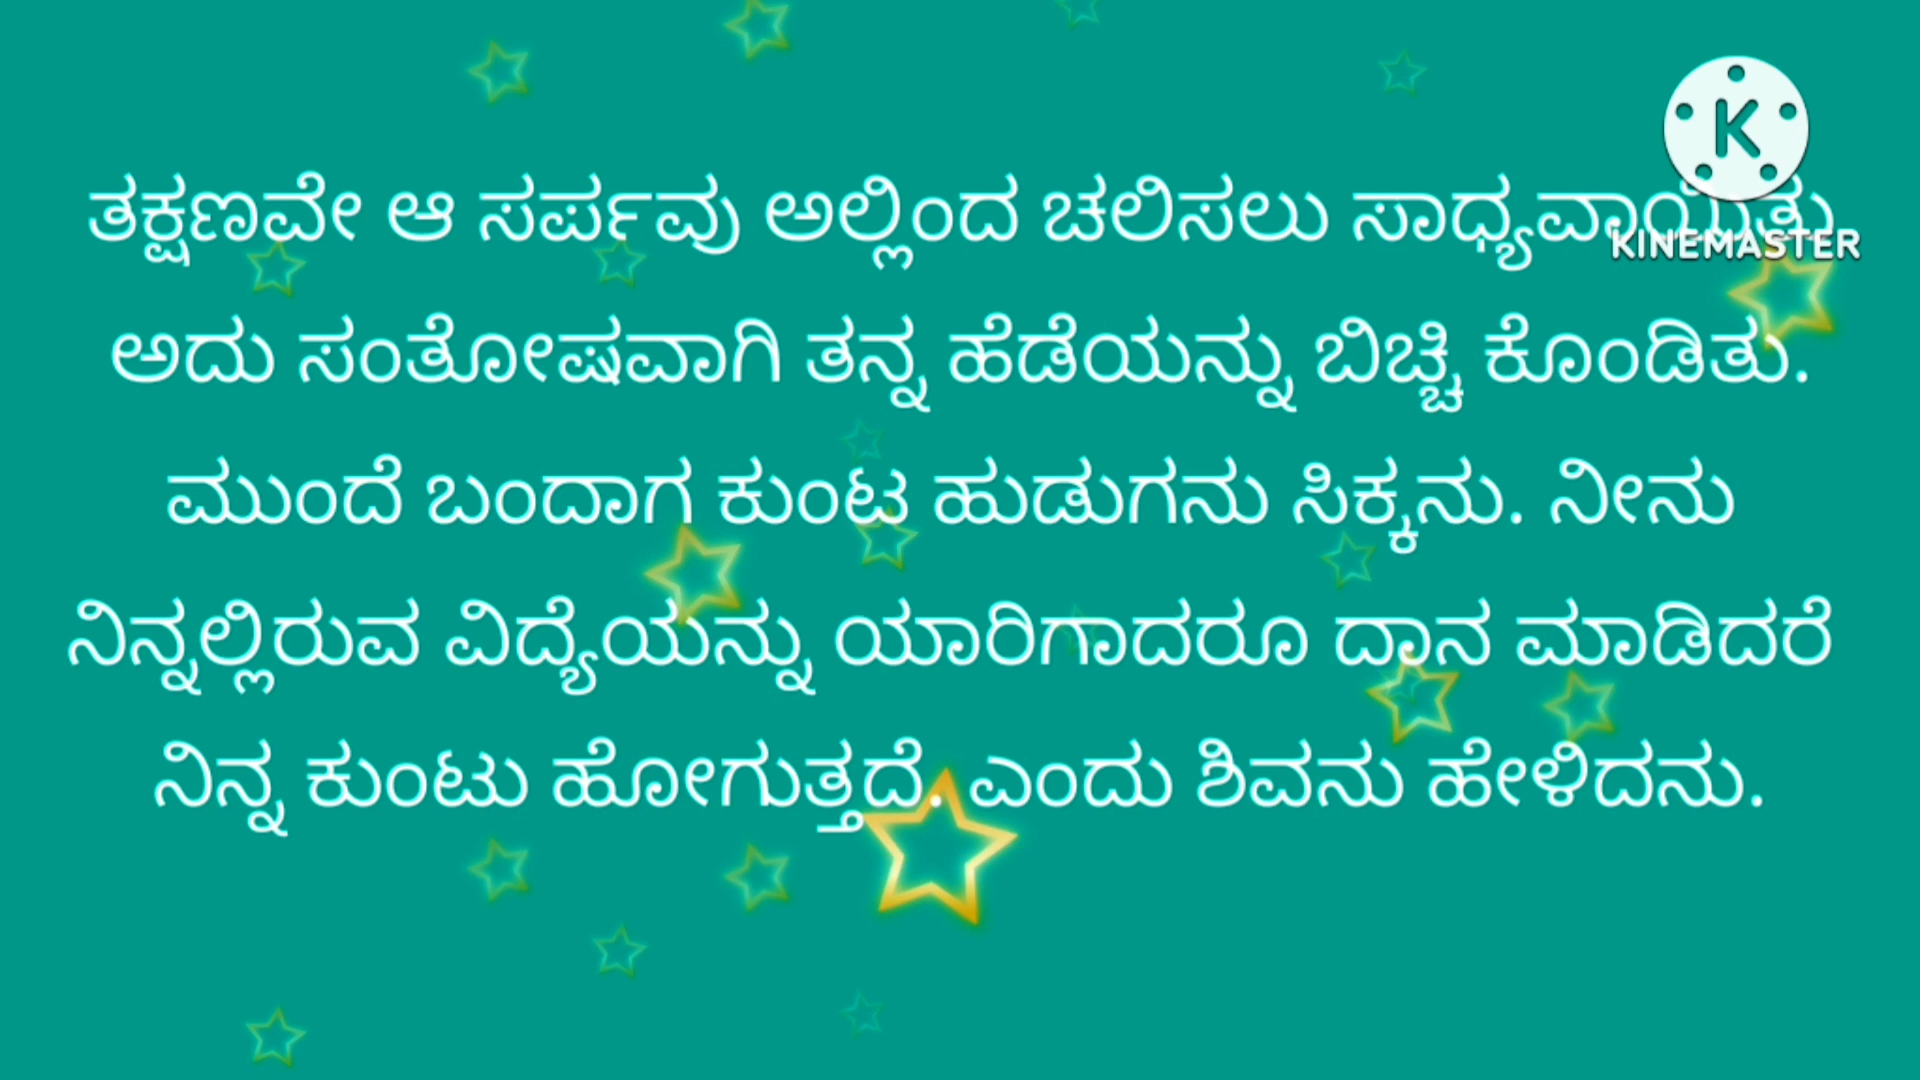 ತಕ್ಷಣವೇ ಆ ಸರ್ಪವು ಅಲ್ಲಿಂದ ಚಲಿಸಲು ಸಾಧ್ಯವಾಯಿತು
ಅದು ಸಂತೋಷವಾಗಿ ತನ್ನ ಹೆಡೆಯನ್ನು ಬಿಚ್ಚಿ ಕೊಂಡಿತು.
ಮುಂದೆ ಬಂದಾಗ ಕುಂಟ ಹುಡುಗನು ಸಿಕ್ಕನು. ನೀನು
ನಿನ್ನಲ್ಲಿರುವ ವಿದ್ಯೆಯನ್ನು ಯಾರಿಗಾದರೂ ದಾನ ಮಾಡಿದರೆ
ನಿನ್ನ ಕುಂಟು ಹೋಗುತ್ತದೆ. ಎಂದು ಶಿವನು ಹೇಳಿದನು.
K
KINEMASTER